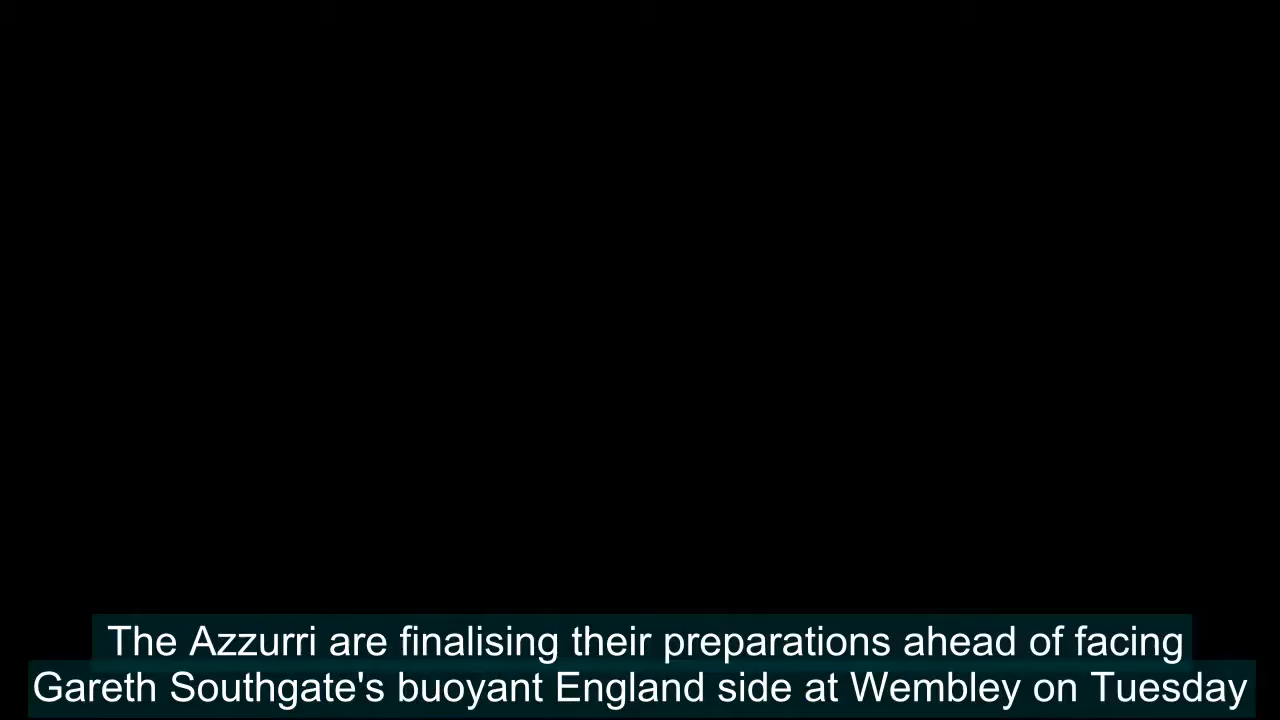 The Azzurri are finalising their preparations ahead of facing
Gareth Southgate's buoyant England side at Wembley on Tuesday